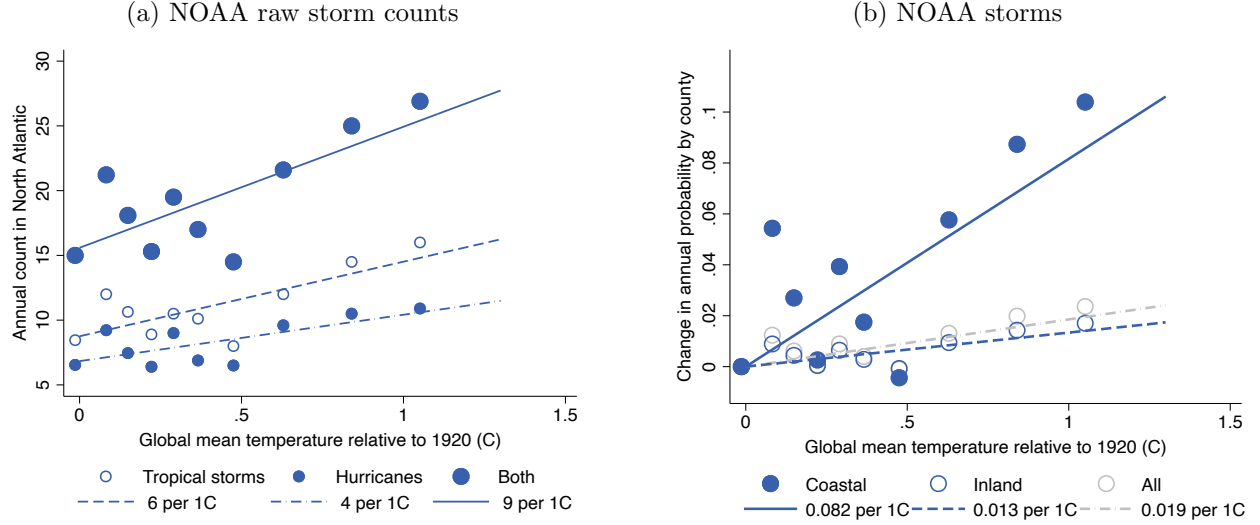 (a) NOAA raw storm counts
Annual count in North Atlantic
30
25
20
15
10
5
0 .5 1 1.5
Global mean temperature relative to 1920 (C)
Tropical storms Hurricanes Both
6 per 1C 4 per 1C 9 per 1C
(b) NOAA storms
Change in annual probability by county
.1
.08
.06
.04
.02
0
0 .5 1 1.5
Global mean temperature relative to 1920 (C)
Coastal Inland All
0.082 per 1C 0.013 per 1C 0.019 per 1C